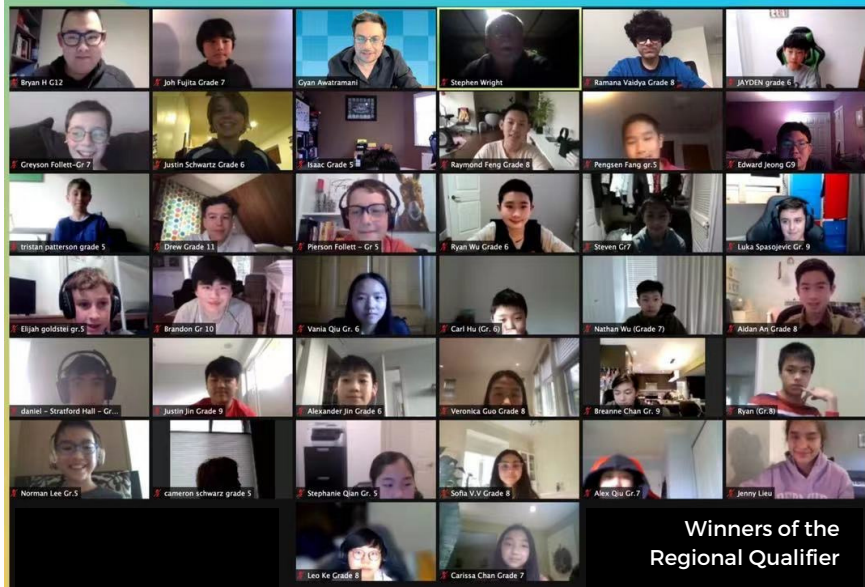 Bryan H G12
Joh Fujita Grade 7
Gyan Awatramani
Stephen Wright
Ramana Vaidya Grade 8
JAYDEN grade 6
Greyson Follett-Gr 7
Justin Schwartz Grade 6
Isaac Grade 5
Raymond Feng Grade 8
Pengsen Fang gr.5
Edward Jeong G9
tristan patterson grade 5
Drew Grade 11
Pierson Follett - Gr 5
Ryan Wu Grade 6
Steven Gr7
Luka Spasojevic Gr. 9
Elijah goldstei gr.5
Brandon Gr 10
Vania Qiu Gr. 6
Carl Hu (Gr. 6)
Nathan Wu (Grade 7)
Aidan An Grade 8
daniel - Stratford Hall - Gr...
Justin Jin Grade 9
Alexander Jin Grade 6
Veronica Guo Grade 8
Breanne Chan Gr. 9
Ryan (Gr.8)
Norman Lee Gr.5
cameron schwarz grade 5
Stephanie Qian Gr. 5
Sofia V.V Grade 8
Alex Qiu Gr.7
Jenny Lieu
Leo Ke Grade 8
Carissa Chan Grade 7
Winners of the
Regional Qualifier